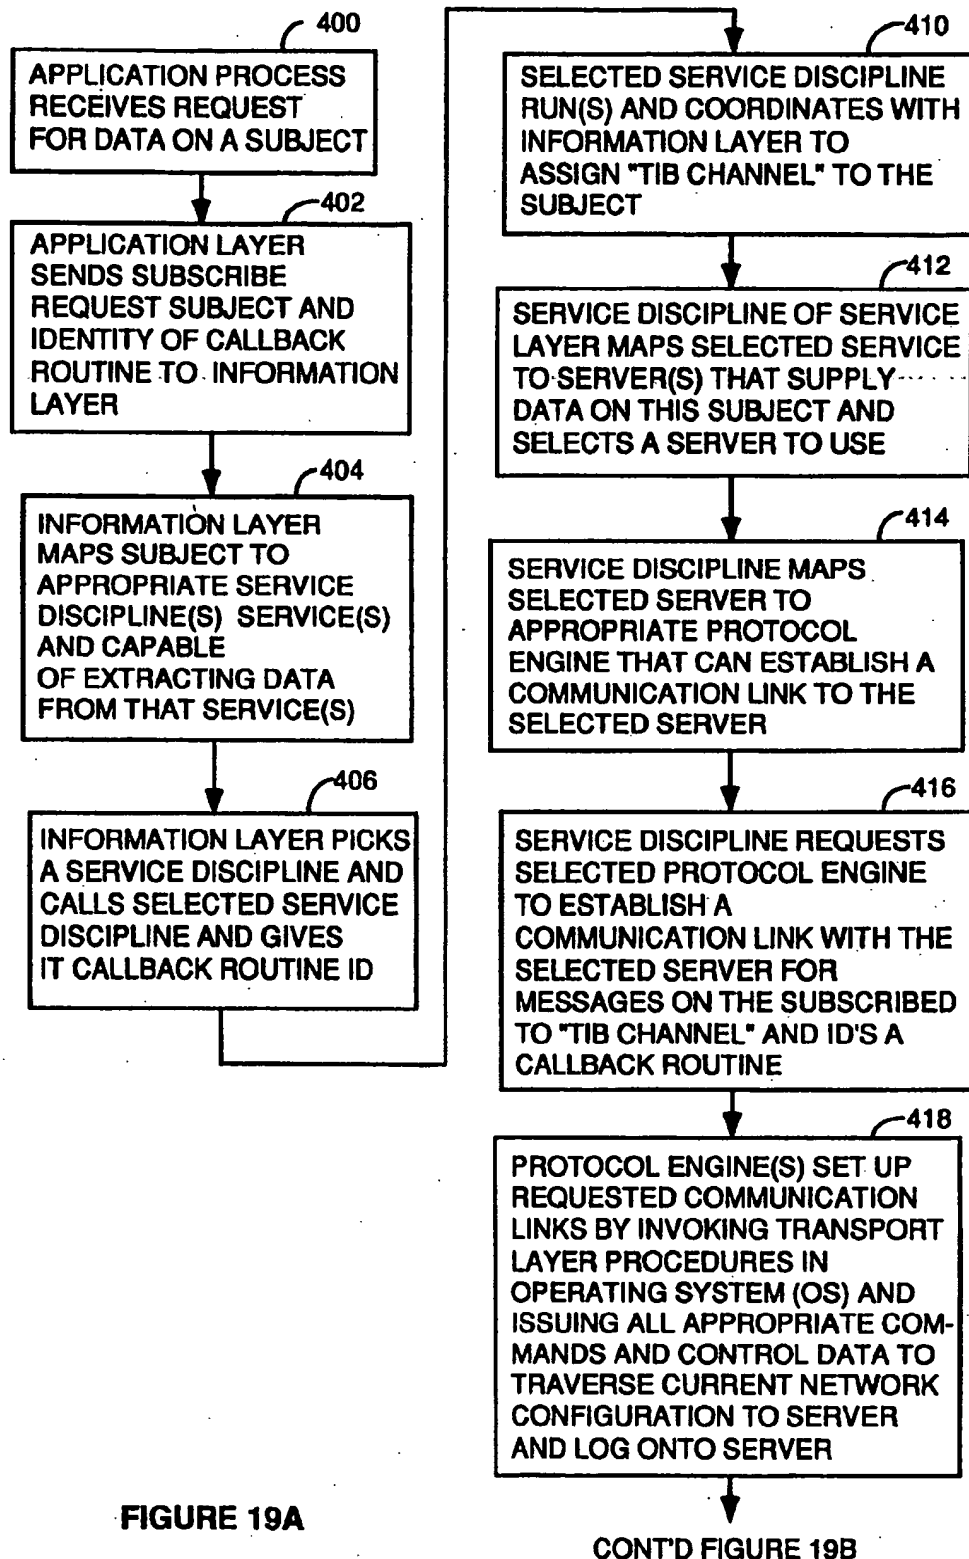 400
APPLICATION PROCESS
RECEIVES REQUEST
FOR DATA ON A SUBJECT
402
APPLICATION LAYER
SENDS SUBSCRIBE
REQUEST SUBJECT AND
IDENTITY OF CALLBACK
ROUTINE TO INFORMATION
LAYER
404
INFORMATION LAYER
MAPS SUBJECT TO
APPROPRIATE SERVICE
DISCIPLINE(S) SERVICE(S)
AND CAPABLE
OF EXTRACTING DATA
FROM THAT SERVICE(S)
406
INFORMATION LAYER PICKS
A SERVICE DISCIPLINE AND
CALLS SELECTED SERVICE
DISCIPLINE AND GIVES
IT CALLBACK ROUTINE ID
410
SELECTED SERVICE DISCIPLINE
RUN(S) AND COORDINATES WITH
INFORMATION LAYER TO
ASSIGN "TIB CHANNEL" TO THE
SUBJECT
412
SERVICE DISCIPLINE OF SERVICE
LAYER MAPS SELECTED SERVICE
TO SERVER(S) THAT SUPPLY
DATA ON THIS SUBJECT AND
SELECTS A SERVER TO USE
414
SERVICE DISCIPLINE MAPS
SELECTED SERVER TO
APPROPRIATE PROTOCOL
ENGINE THAT CAN ESTABLISH A
COMMUNICATION LINK TO THE
SELECTED SERVER
416
SERVICE DISCIPLINE REQUESTS
SELECTED PROTOCOL ENGINE
TO ESTABLISH A
COMMUNICATION LINK WITH THE
SELECTED SERVER FOR
MESSAGES ON THE SUBSCRIBED
TO "TIB CHANNEL" AND ID'S A
CALLBACK ROUTINE
418
PROTOCOL ENGINE(S) SET UP
REQUESTED COMMUNICATION
LINKS BY INVOKING TRANSPORT
LAYER PROCEDURES IN
OPERATING SYSTEM (OS) AND
ISSUING ALL APPROPRIATE COM-
MANDS AND CONTROL DATA TO
TRAVERSE CURRENT NETWORK
CONFIGURATION TO SERVER
AND LOG ONTO SERVER
FIGURE 19A
CONT'D FIGURE 19B